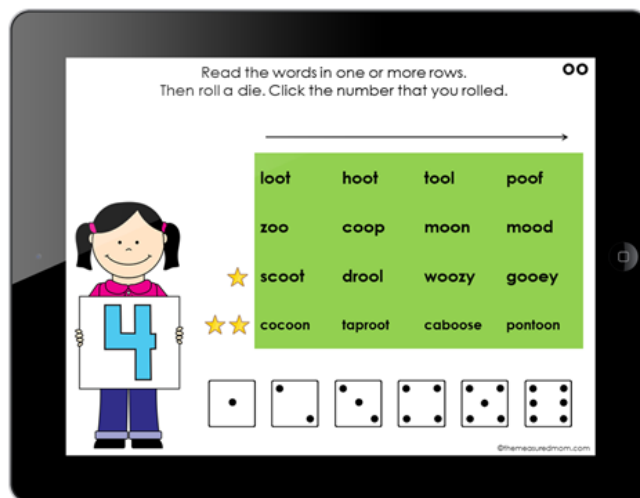 Read the words in one or more rows.
Then roll a die. Click the number that you rolled.
oo
loot hoot tool poof
zoo coop moon mood
scoot drool woozy gooey
cocoon taproot caboose pontoon
4
©themeasuredmom.com